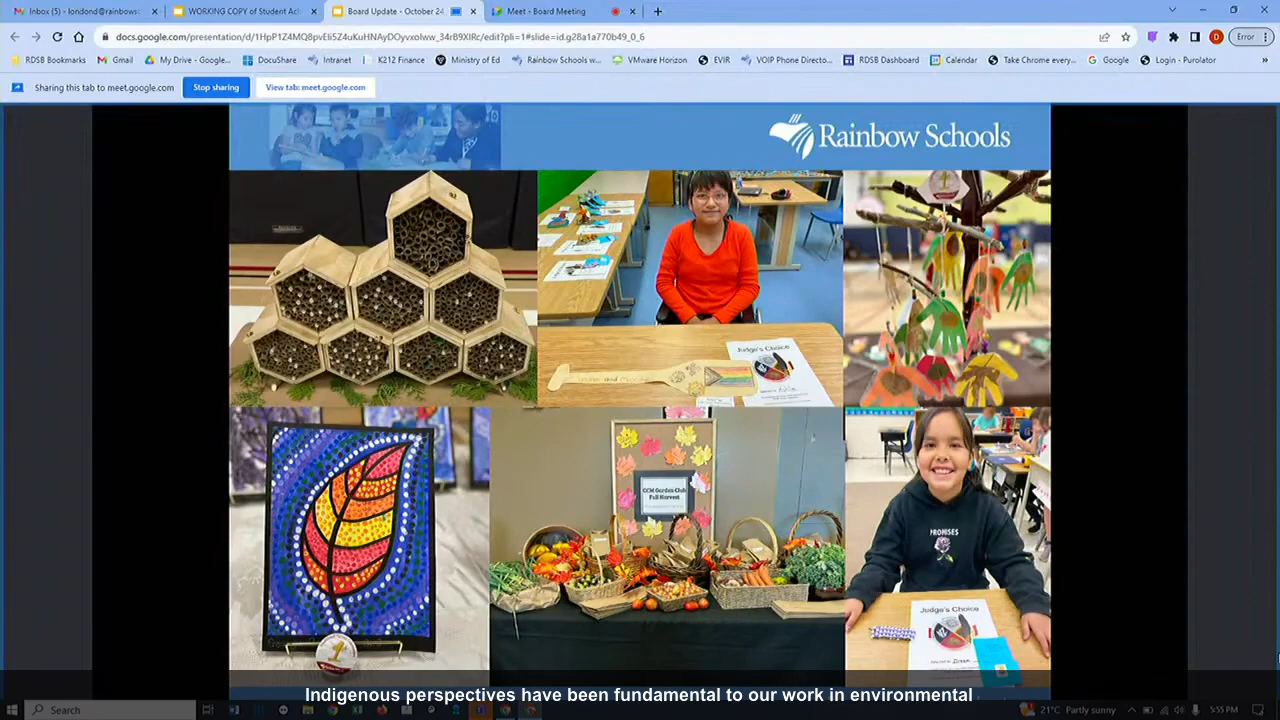 Inbox (5) - londond@rainbows
WORKING COPY of Student Ac
Board Update - October 24
Meet - Board Meeting
docs.google.com/presentation/d/1HpP1Z4MQ8pvEli5Z4uKuHNAyDOyvxolww_34rB9XlRc/edit?pli=1#slide=id.g28a1a770b49_0_6
Error
RDSB Bookmarks
Gmail
My Drive - Google...
DocuShare
Intranet
K212 Finance
Ministry of Ed
Rainbow Schools w...
VMware Horizon
EVIR
VOIP Phone Directo...
RDSB Dashboard
Calendar
Take Chrome every...
Google
Login - Purolator
Sharing this tab to meet.google.com
Stop sharing
View tab: meet.google.com
Rainbow Schools
Judge's Choice
CCM Garden Club
Fall Harvest
PROMISES
Judge's Choice
Indigenous perspectives have been fundamental to our work in environmental
Search
21°C Partly sunny
5:55 PM